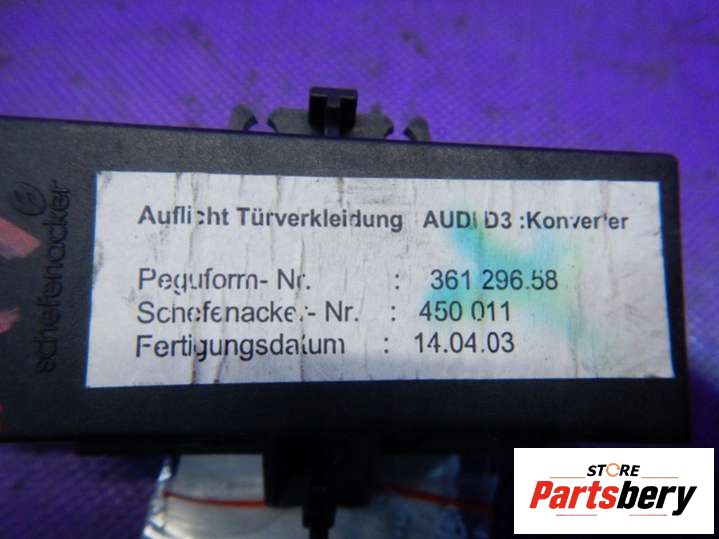 schefenacker
Auflicht Türverkleidung AUDI D3 :Konverter
Peguform- Nr. : 361 296.58
Schefenacker- Nr. : 450 011
Fertigungsdatum : 14.04.03
STORE
Partsbery